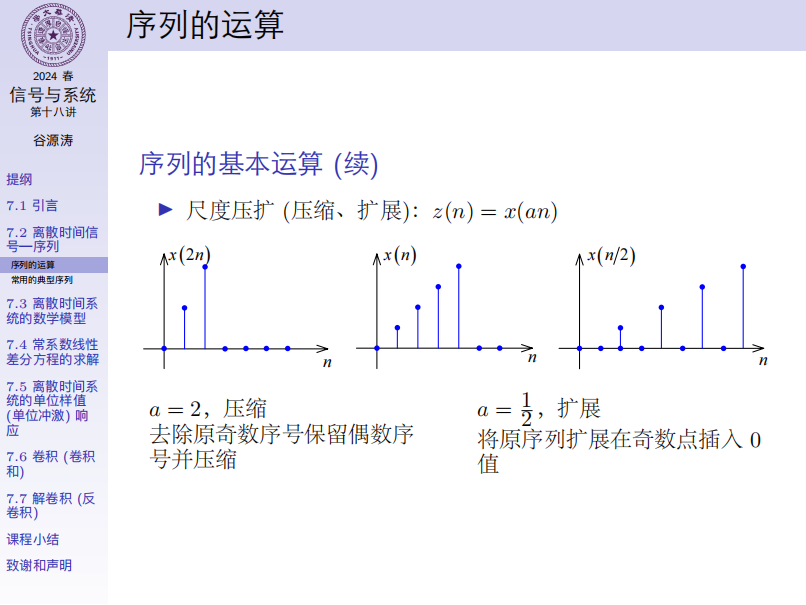 序列的运算
2024 春
信号与系统
第十八讲
谷源涛
提纲
7.1 引言
7.2 离散时间信
号—序列
序列的运算
常用的典型序列
7.3 离散时间系
统的数学模型
7.4 常系数线性
差分方程的求解
7.5 离散时间系
统的单位样值
(单位冲激) 响
应
7.6 卷积 (卷积
和)
7.7 解卷积 (反
卷积)
课程小结
致谢和声明
序列的基本运算 (续)
▶ 尺度压扩 (压缩、扩展): z(n) = x(an)
x(2n)
n
x(n)
n
x(n/2)
n
a = 2，压缩
去除原奇数序号保留偶数序
号并压缩
a = 1/2，扩展
将原序列扩展在奇数点插入 0
值